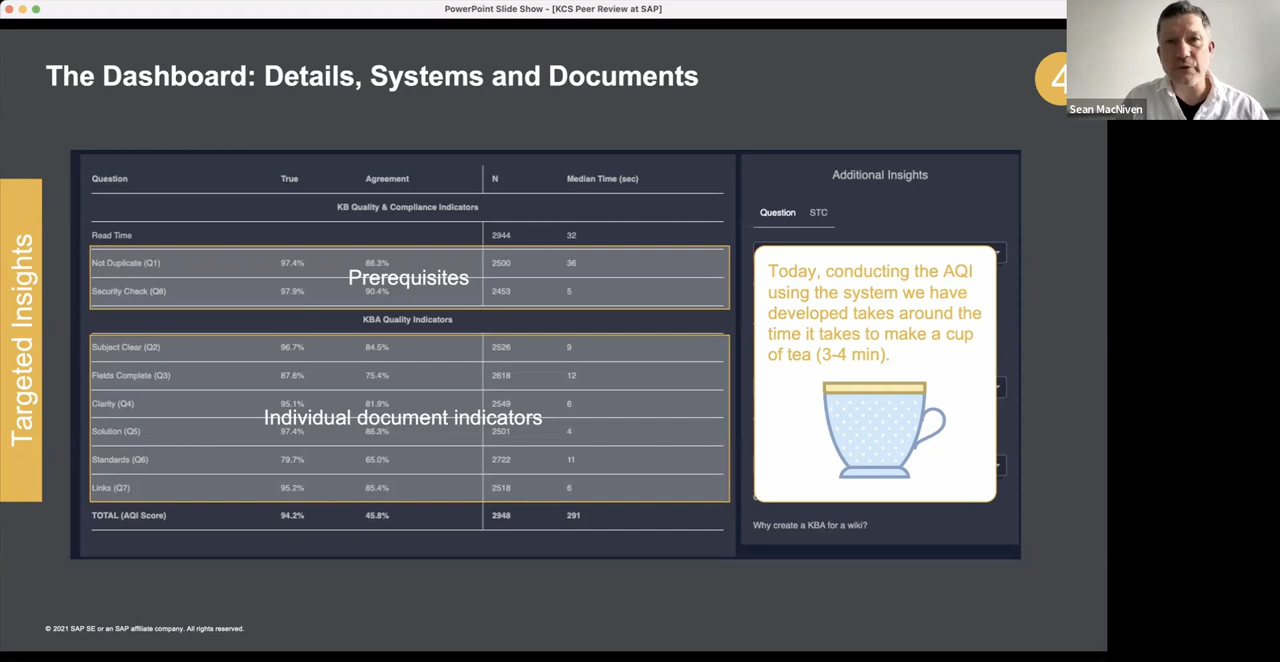 PowerPoint Slide Show - [KCS Peer Review at SAP]
The Dashboard: Details, Systems and Documents
4
Sean MacNiven
Targeted Insights
Question True Agreement N Median Time (sec)
KB Quality & Compliance Indicators
Read Time 2944 32
Not Duplicate (Q1) 97.4% 86.3% 2500 36
Prerequisites
Security Check (Q8) 97.9% 90.4% 2453 5
KBA Quality Indicators
Subject Clear (Q2) 96.7% 84.5% 2526 9
Fields Complete (Q3) 87.6% 75.4% 2618 12
Clarity (Q4) 95.1% 81.9% 2549 6
Individual document indicators
Solution (Q5) 97.4% 86.3% 2501 4
Standards (Q6) 79.7% 65.0% 2722 11
Links (Q7) 95.2% 85.4% 2518 6
TOTAL (AQI Score) 94.2% 45.8% 2948 291
Additional Insights
Question STC
Today, conducting the AQI
using the system we have
developed takes around the
time it takes to make a cup
of tea (3-4 min).
Why create a KBA for a wiki?
© 2021 SAP SE or an SAP affiliate company. All rights reserved.